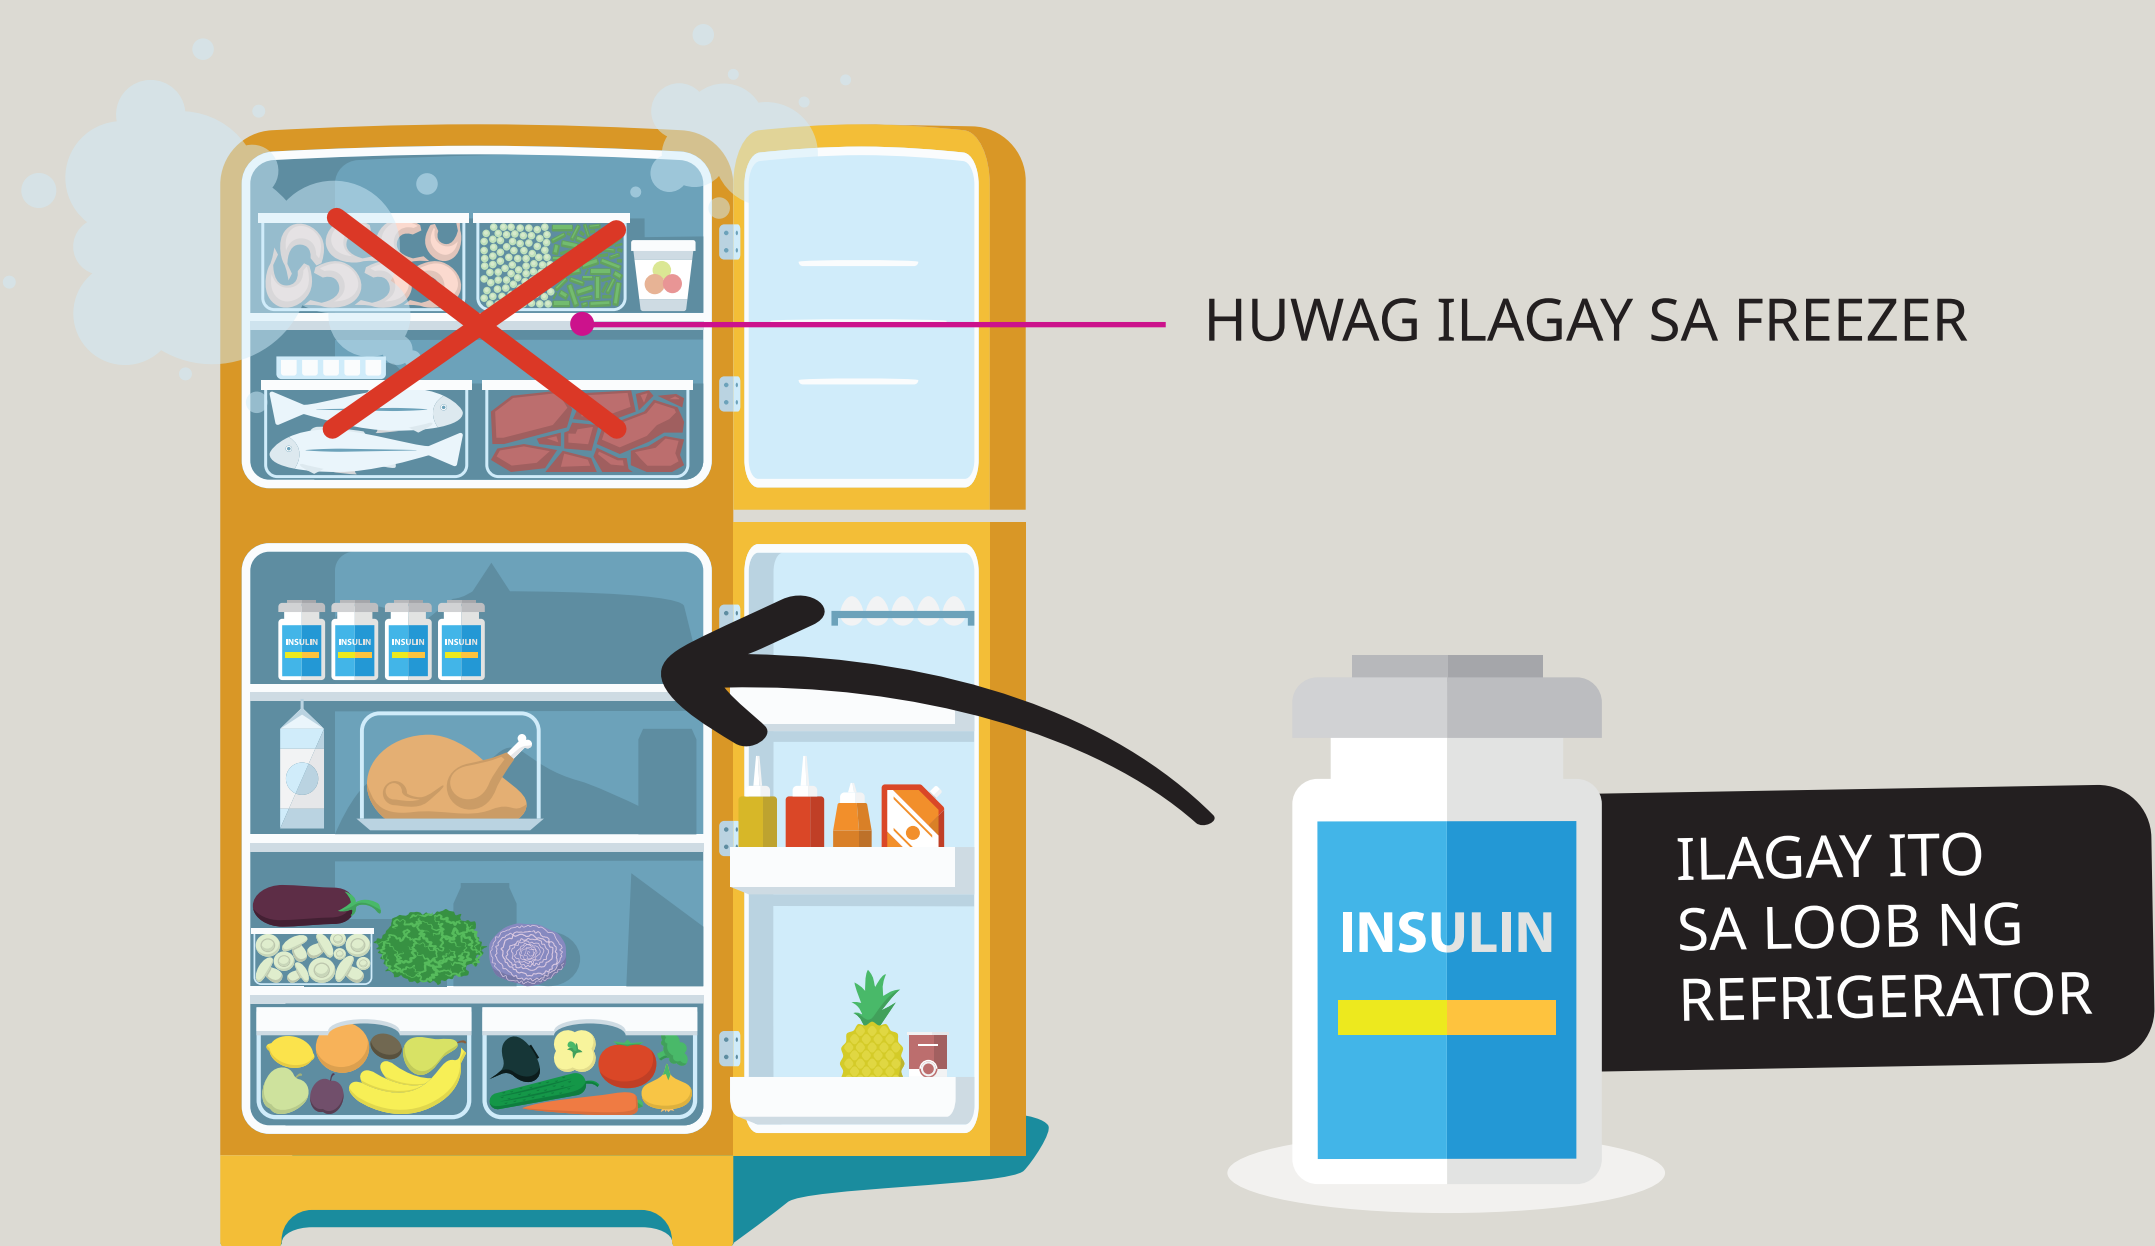 HUWAG ILAGAY SA FREEZER
INSULIN INSULIN INSULIN INSULIN
INSULIN
ILAGAY ITO
SA LOOB NG
REFRIGERATOR